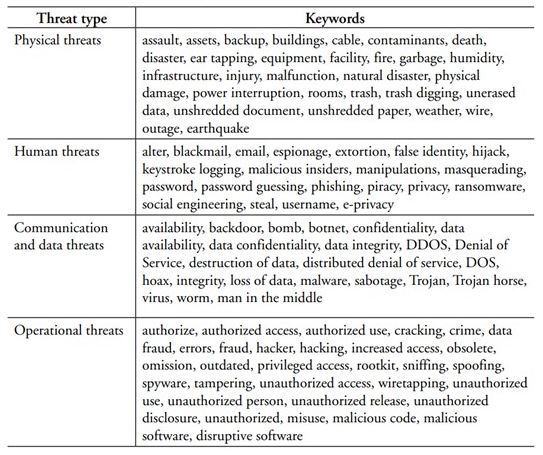 Threat type Keywords
Physical threats assault, assets, backup, buildings, cable, contaminants, death,
disaster, ear tapping, equipment, facility, fire, garbage, humidity,
infrastructure, injury, malfunction, natural disaster, physical
damage, power interruption, rooms, trash, trash digging, unerased
data, unshredded document, unshredded paper, weather, wire,
outage, earthquake
Human threats alter, blackmail, email, espionage, extortion, false identity, hijack,
keystroke logging, malicious insiders, manipulations, masquerading,
password, password guessing, phishing, piracy, privacy, ransomware,
social engineering, steal, username, e-privacy
Communication availability, backdoor, bomb, botnet, confidentiality, data
and data threats availability, data confidentiality, data integrity, DDOS, Denial of
Service, destruction of data, distributed denial of service, DOS,
hoax, integrity, loss of data, malware, sabotage, Trojan, Trojan horse,
virus, worm, man in the middle
Operational threats authorize, authorized access, authorized use, cracking, crime, data
fraud, errors, fraud, hacker, hacking, increased access, obsolete,
omission, outdated, privileged access, rootkit, sniffing, spoofing,
spyware, tampering, unauthorized access, wiretapping, unauthorized
use, unauthorized person, unauthorized release, unauthorized
disclosure, unauthorized, misuse, malicious code, malicious
software, disruptive software